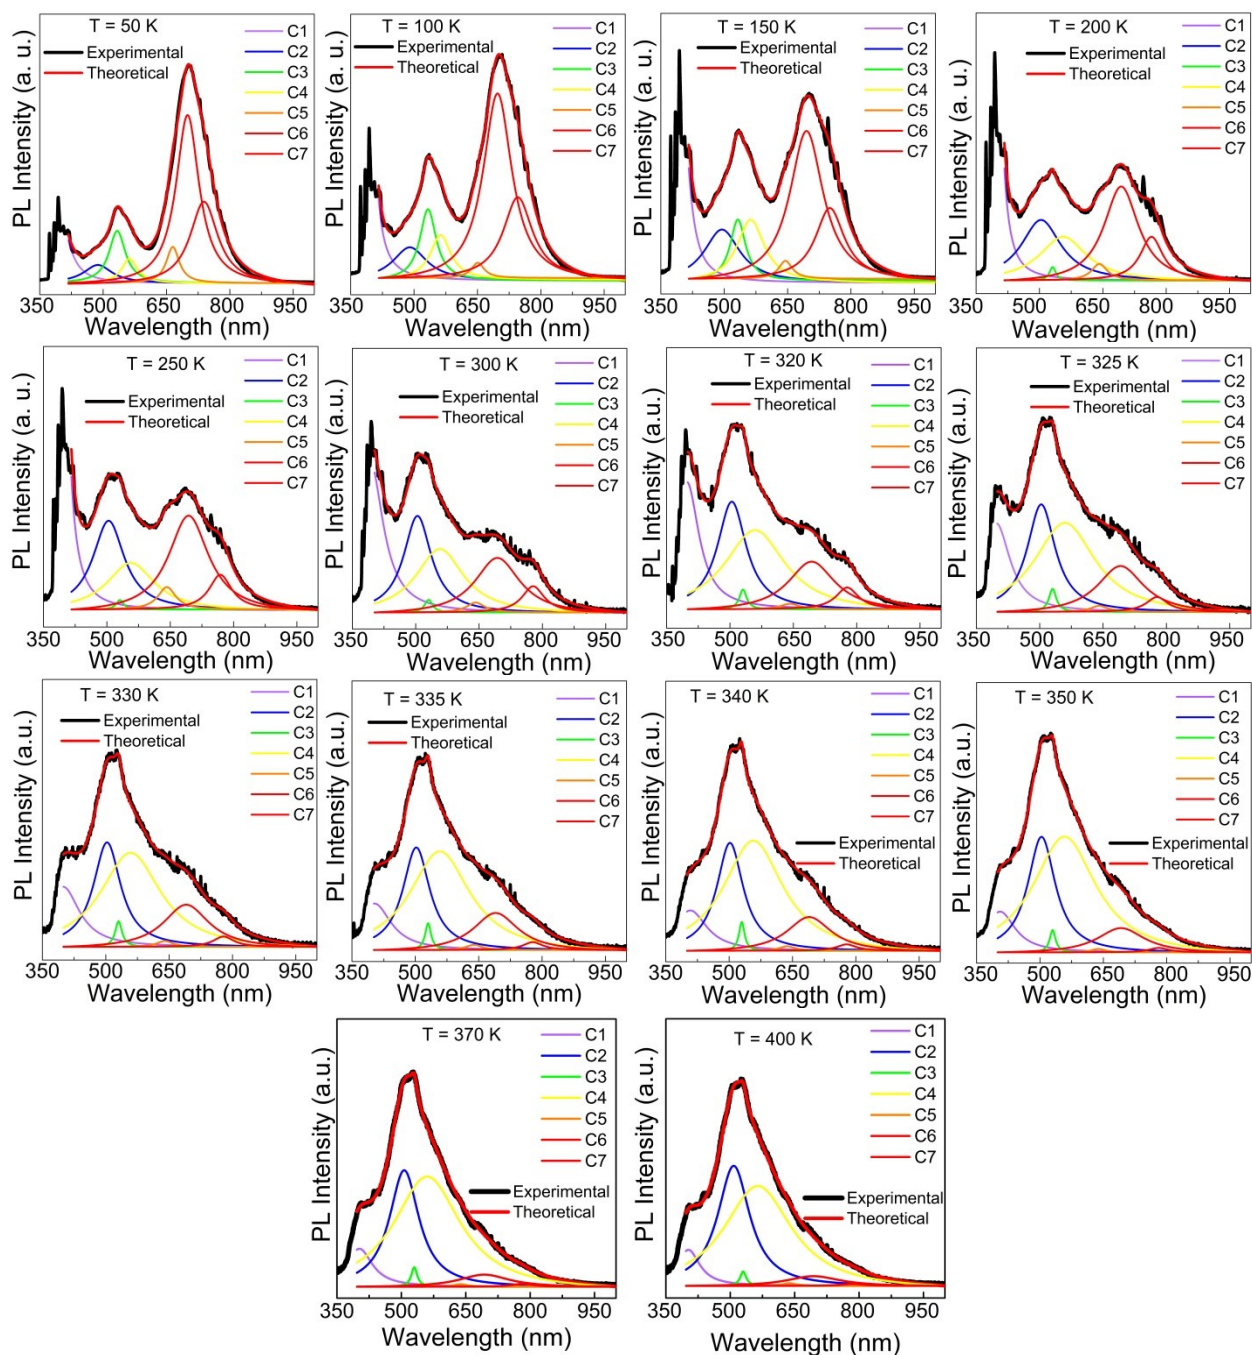 T = 50 K
Experimental
Theoretical
C1
C2
C3
C4
C5
C6
C7
PL Intensity (a. u.)
350 500 650 800 950
Wavelength (nm)
T = 100 K
Experimental
Theoretical
C1
C2
C3
C4
C5
C6
C7
PL Intensity (a. u.)
350 500 650 800 950
Wavelength (nm)
T = 150 K
Experimental
Theoretical
C1
C2
C3
C4
C5
C6
C7
PL Intensity (a. u.)
350 500 650 800 950
Wavelength(nm)
T = 200 K
Experimental
Theoretical
C1
C2
C3
C4
C5
C6
C7
PL Intensity (a. u.)
350 500 650 800 950
Wavelength (nm)
T = 250 K
Experimental
Theoretical
C1
C2
C3
C4
C5
C6
C7
PL Intensity (a. u.)
350 500 650 800 950
Wavelength (nm)
T = 300 K
Experimental
Theoretical
C1
C2
C3
C4
C5
C6
C7
PL Intensity (a.u.)
350 500 650 800 950
Wavelength (nm)
T = 320 K
Experimental
Theoretical
C1
C2
C3
C4
C5
C6
C7
PL Intensity (a.u.)
350 500 650 800 950
Wavelength (nm)
T = 325 K
Experimental
Theoretical
C1
C2
C3
C4
C5
C6
C7
PL Intensity (a.u.)
350 500 650 800 950
Wavelength (nm)
T = 330 K
Experimental
Theoretical
C1
C2
C3
C4
C5
C6
C7
PL Intensity (a.u.)
350 500 650 800 950
Wavelength (nm)
T = 335 K
Experimental
Theoretical
C1
C2
C3
C4
C5
C6
C7
PL Intensity (a.u.)
350 500 650 800 950
Wavelength (nm)
T = 340 K
C1
C2
C3
C4
C5
C6
C7
Experimental
Theoretical
PL Intensity (a.u.)
350 500 650 800 950
Wavelength (nm)
T = 350 K
C1
C2
C3
C4
C5
C6
C7
Experimental
Theoretical
PL Intensity (a.u.)
350 500 650 800 950
Wavelength (nm)
T = 370 K
C1
C2
C3
C4
C5
C6
C7
Experimental
Theoretical
PL Intensity (a.u.)
350 500 650 800 950
Wavelength (nm)
T = 400 K
C1
C2
C3
C4
C5
C6
C7
Experimental
Theoretical
PL Intensity (a.u.)
350 500 650 800 950
Wavelength (nm)